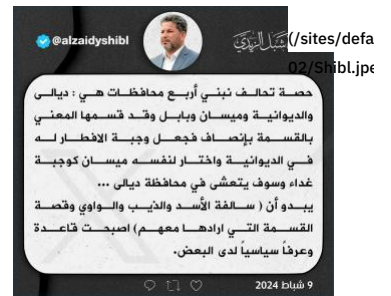 @alzaidyshibl
شبل الزيدي
(/sites/defa
02/Shibl.jpe
حصة تحالف نبني أربع محافظات هي : ديالى
والديوانية وميسان وبابل وقد قسمها المعني
بالقسمة بإنصاف فجعل وجبة الافطار له
في الديوانية واختار لنفسه ميسان كوجبة
غداء وسوف يتعشى في محافظة ديالى ...
يبدو أن ( سالفة الأسد والذيب والواوي وقصة
القسمة التي ارادها معهم) اصبحت قاعدة
وعرفاً سياسياً لدى البعض.
9 شباط 2024